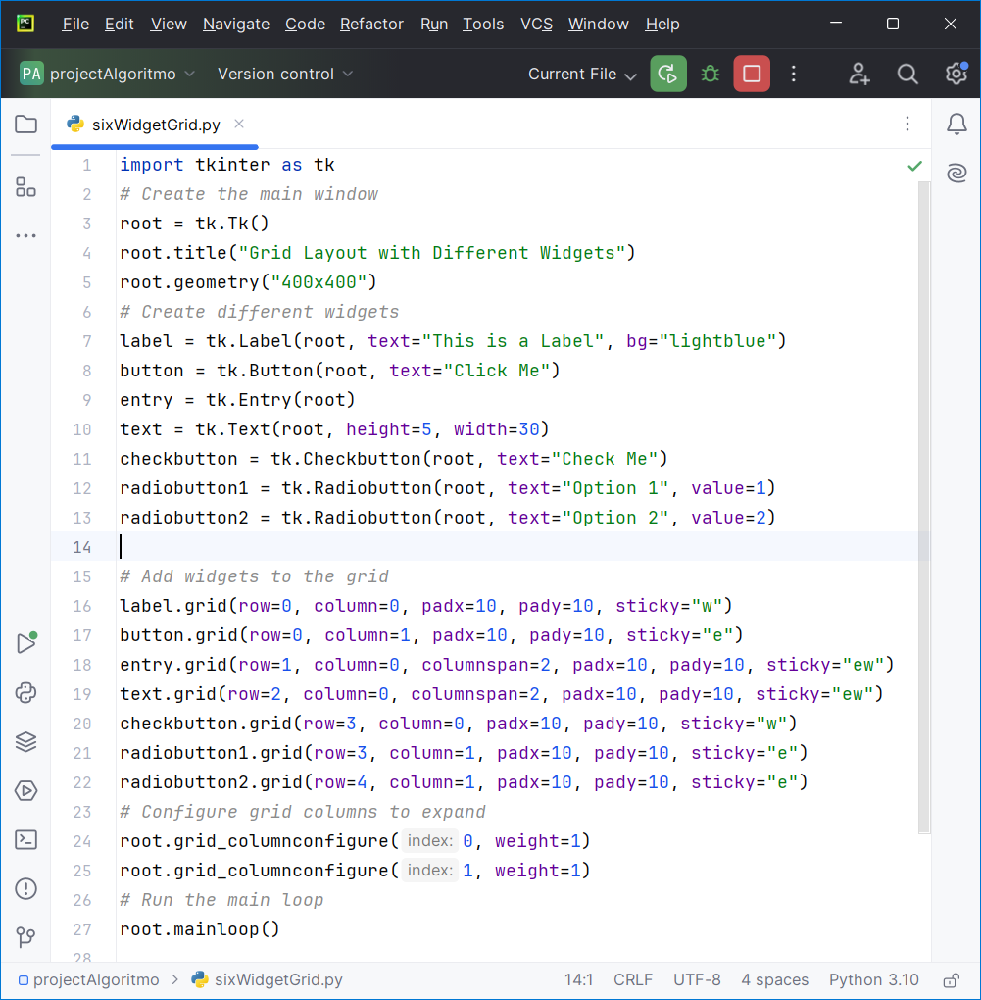 PC File Edit View Navigate Code Refactor Run Tools VCS Window Help
PA projectAlgoritmo Version control Current File
sixWidgetGrid.py
1 import tkinter as tk
2 # Create the main window
3 root = tk.Tk()
4 root.title("Grid Layout with Different Widgets")
5 root.geometry("400x400")
6 # Create different widgets
7 label = tk.Label(root, text="This is a Label", bg="lightblue")
8 button = tk.Button(root, text="Click Me")
9 entry = tk.Entry(root)
10 text = tk.Text(root, height=5, width=30)
11 checkbutton = tk.Checkbutton(root, text="Check Me")
12 radiobutton1 = tk.Radiobutton(root, text="Option 1", value=1)
13 radiobutton2 = tk.Radiobutton(root, text="Option 2", value=2)
14
15 # Add widgets to the grid
16 label.grid(row=0, column=0, padx=10, pady=10, sticky="w")
17 button.grid(row=0, column=1, padx=10, pady=10, sticky="e")
18 entry.grid(row=1, column=0, columnspan=2, padx=10, pady=10, sticky="ew")
19 text.grid(row=2, column=0, columnspan=2, padx=10, pady=10, sticky="ew")
20 checkbutton.grid(row=3, column=0, padx=10, pady=10, sticky="w")
21 radiobutton1.grid(row=3, column=1, padx=10, pady=10, sticky="e")
22 radiobutton2.grid(row=4, column=1, padx=10, pady=10, sticky="e")
23 # Configure grid columns to expand
24 root.grid_columnconfigure( index: 0, weight=1)
25 root.grid_columnconfigure( index: 1, weight=1)
26 # Run the main loop
27 root.mainloop()
28
projectAlgoritmo > sixWidgetGrid.py 14:1 CRLF UTF-8 4 spaces Python 3.10